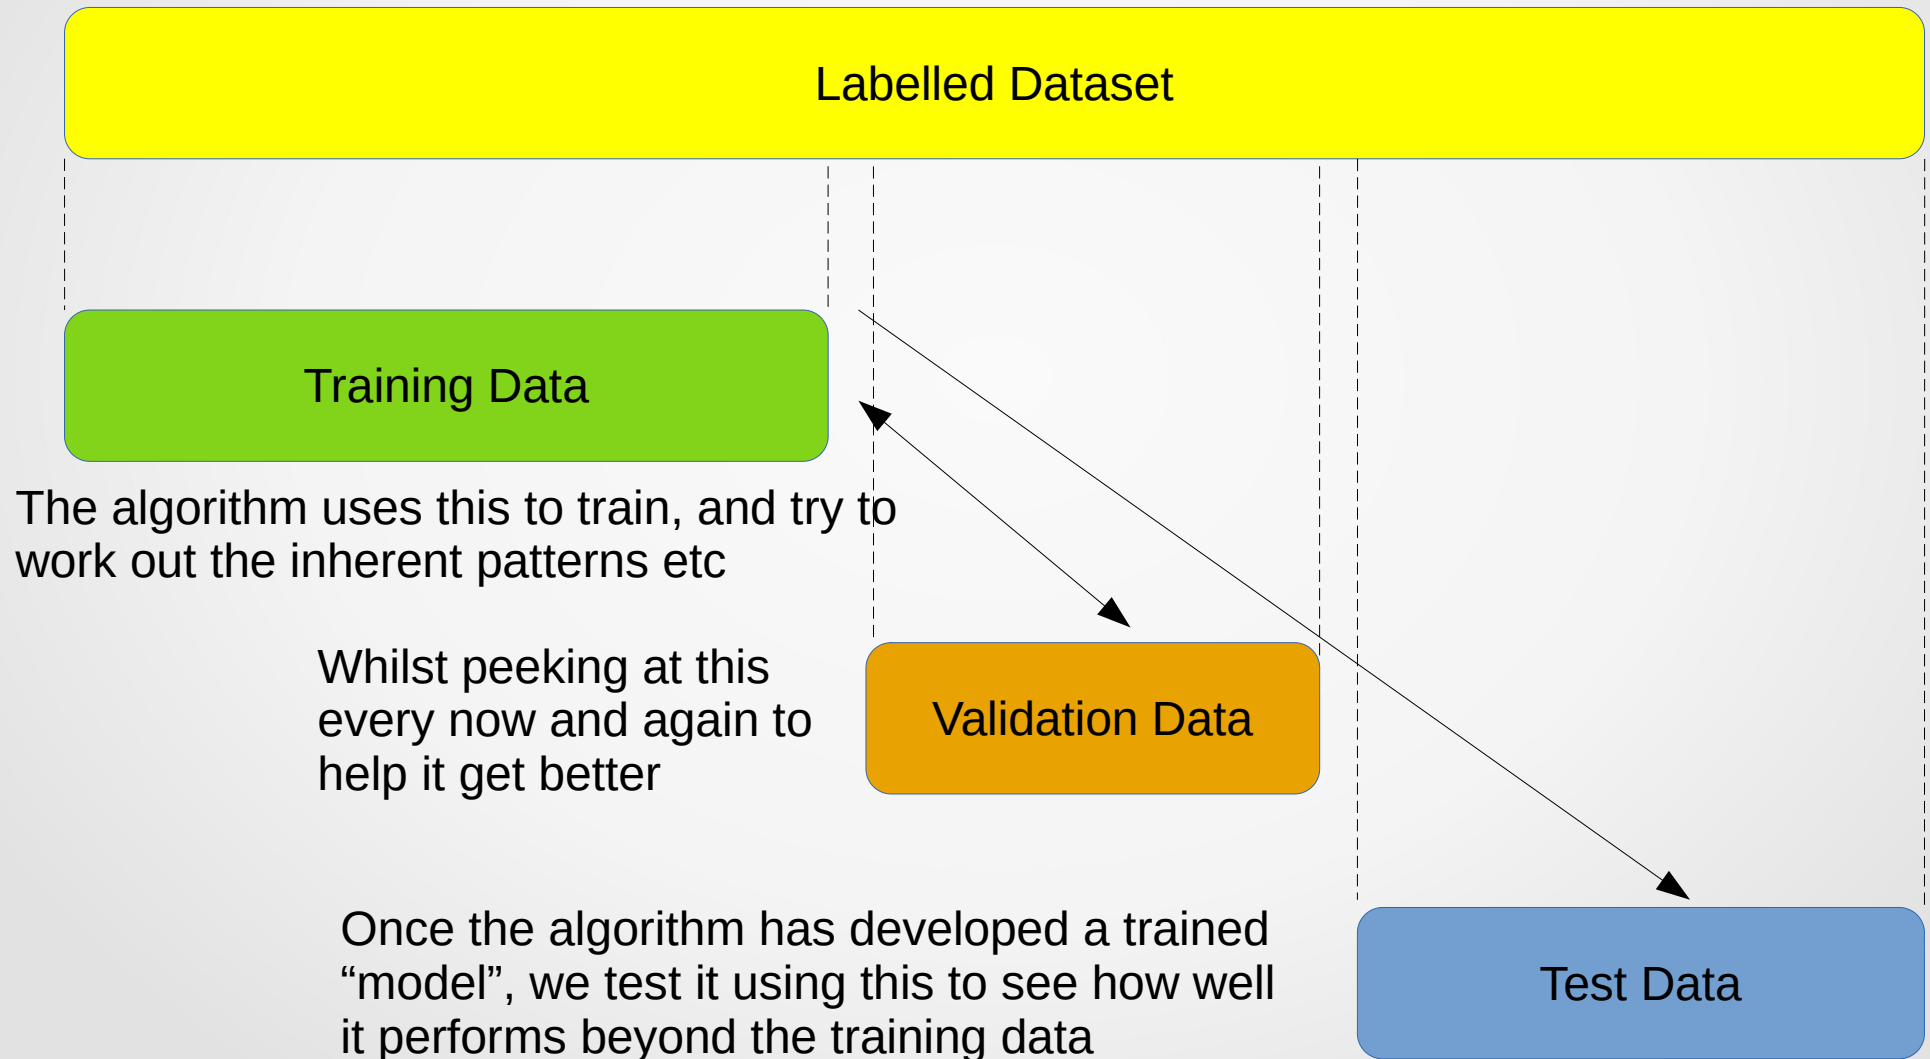 Labelled Dataset
Training Data
The algorithm uses this to train, and try to
work out the inherent patterns etc
Whilst peeking at this
every now and again to
help it get better
Validation Data
Once the algorithm has developed a trained
“model”, we test it using this to see how well
it performs beyond the training data
Test Data